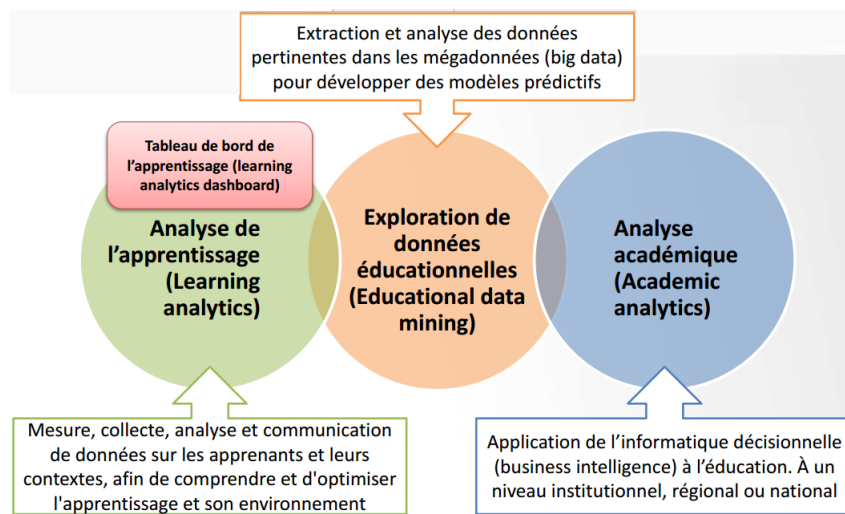 Extraction et analyse des données
pertinentes dans les mégadonnées (big data)
pour développer des modèles prédictifs
Tableau de bord de
l’apprentissage (learning
analytics dashboard)
Analyse de
l’apprentissage
(Learning
analytics)
Exploration de
données
éducationnelles
(Educational data
mining)
Analyse
académique
(Academic
analytics)
Mesure, collecte, analyse et communication
de données sur les apprenants et leurs
contextes, afin de comprendre et d'optimiser
l'apprentissage et son environnement
Application de l’informatique décisionnelle
(business intelligence) à l’éducation. À un
niveau institutionnel, régional ou national